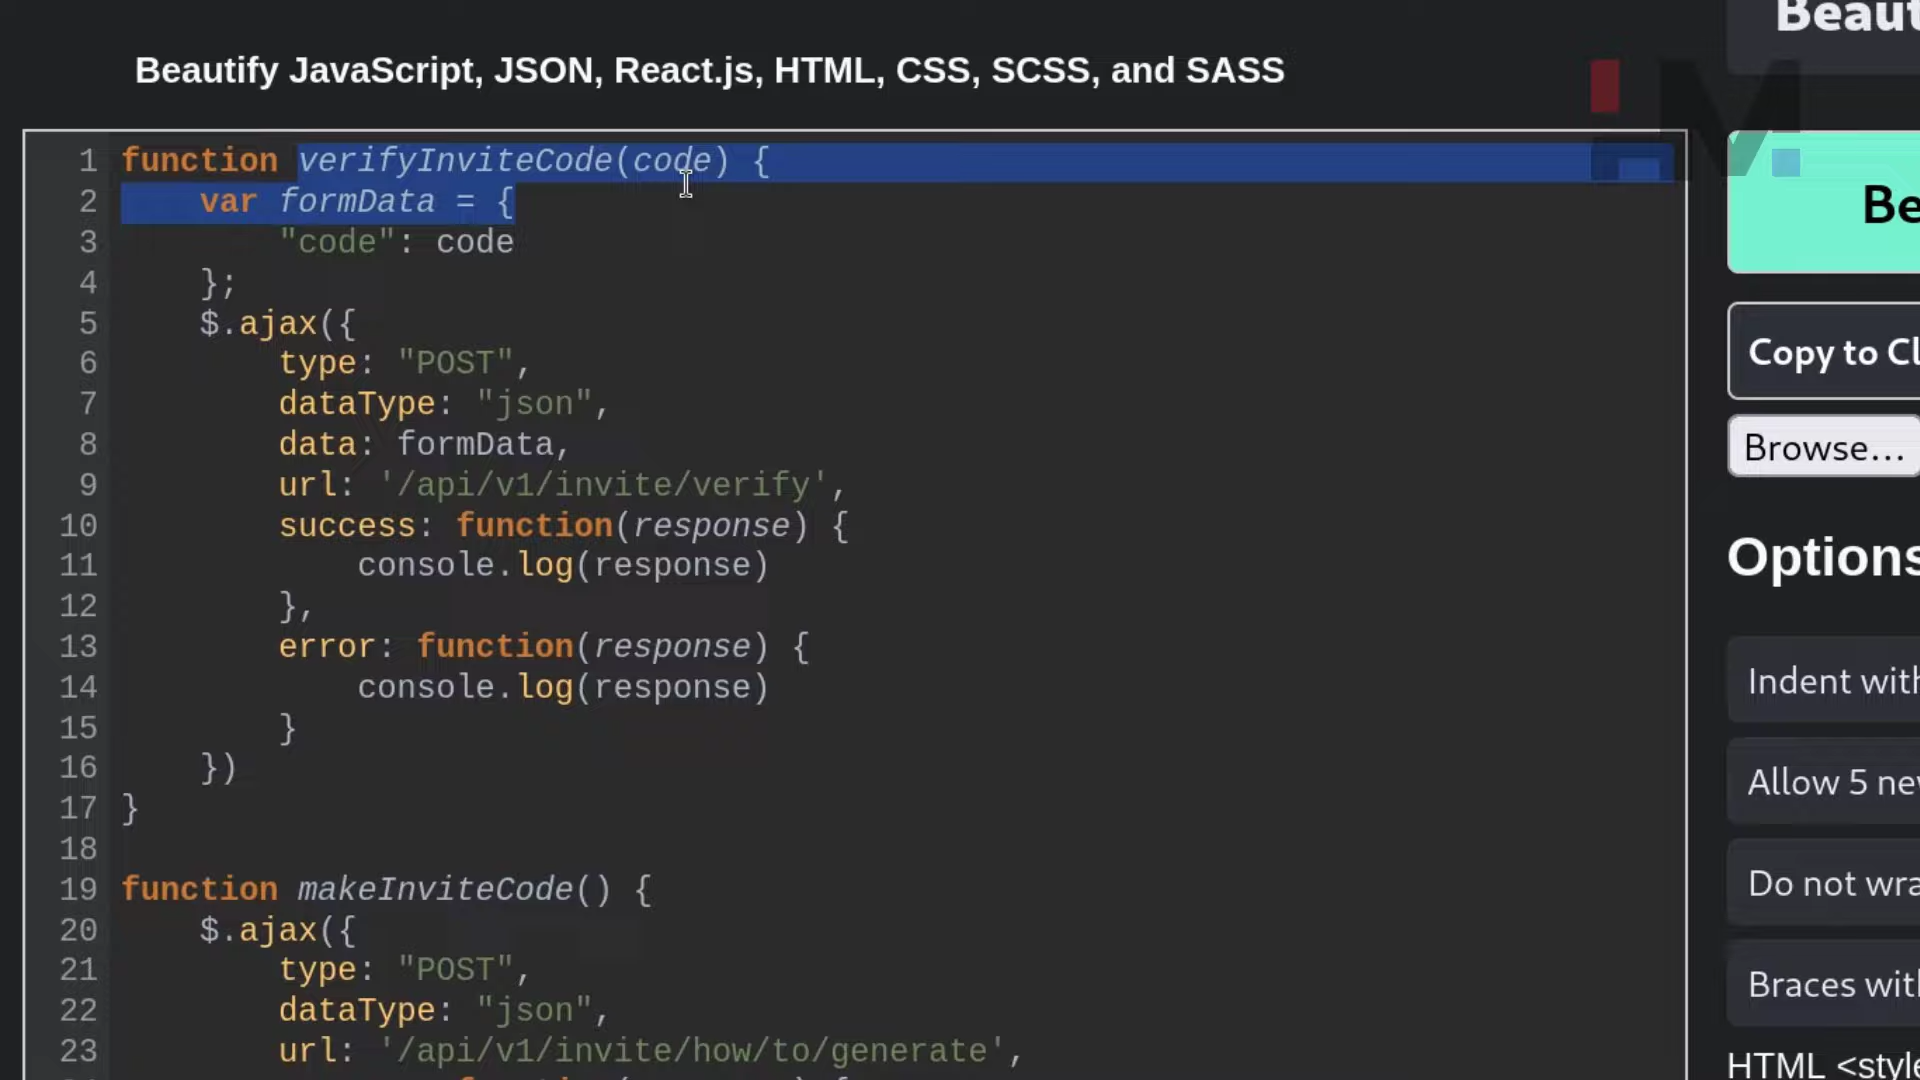 Beaut
Beautify JavaScript, JSON, React.js, HTML, CSS, SCSS, and SASS
1 function verifyInviteCode(code) {
2 var formData = {
3 "code": code
4 };
5 $.ajax({
6 type: "POST",
7 dataType: "json",
8 data: formData,
9 url: '/api/v1/invite/verify',
10 success: function(response) {
11 console.log(response)
12 },
13 error: function(response) {
14 console.log(response)
15 }
16 })
17 }
18
19 function makeInviteCode() {
20 $.ajax({
21 type: "POST",
22 dataType: "json",
23 url: '/api/v1/invite/how/to/generate',
M
Be
Copy to Cl
Browse...
Options
Indent with
Allow 5 new
Do not wra
Braces with
HTML <style